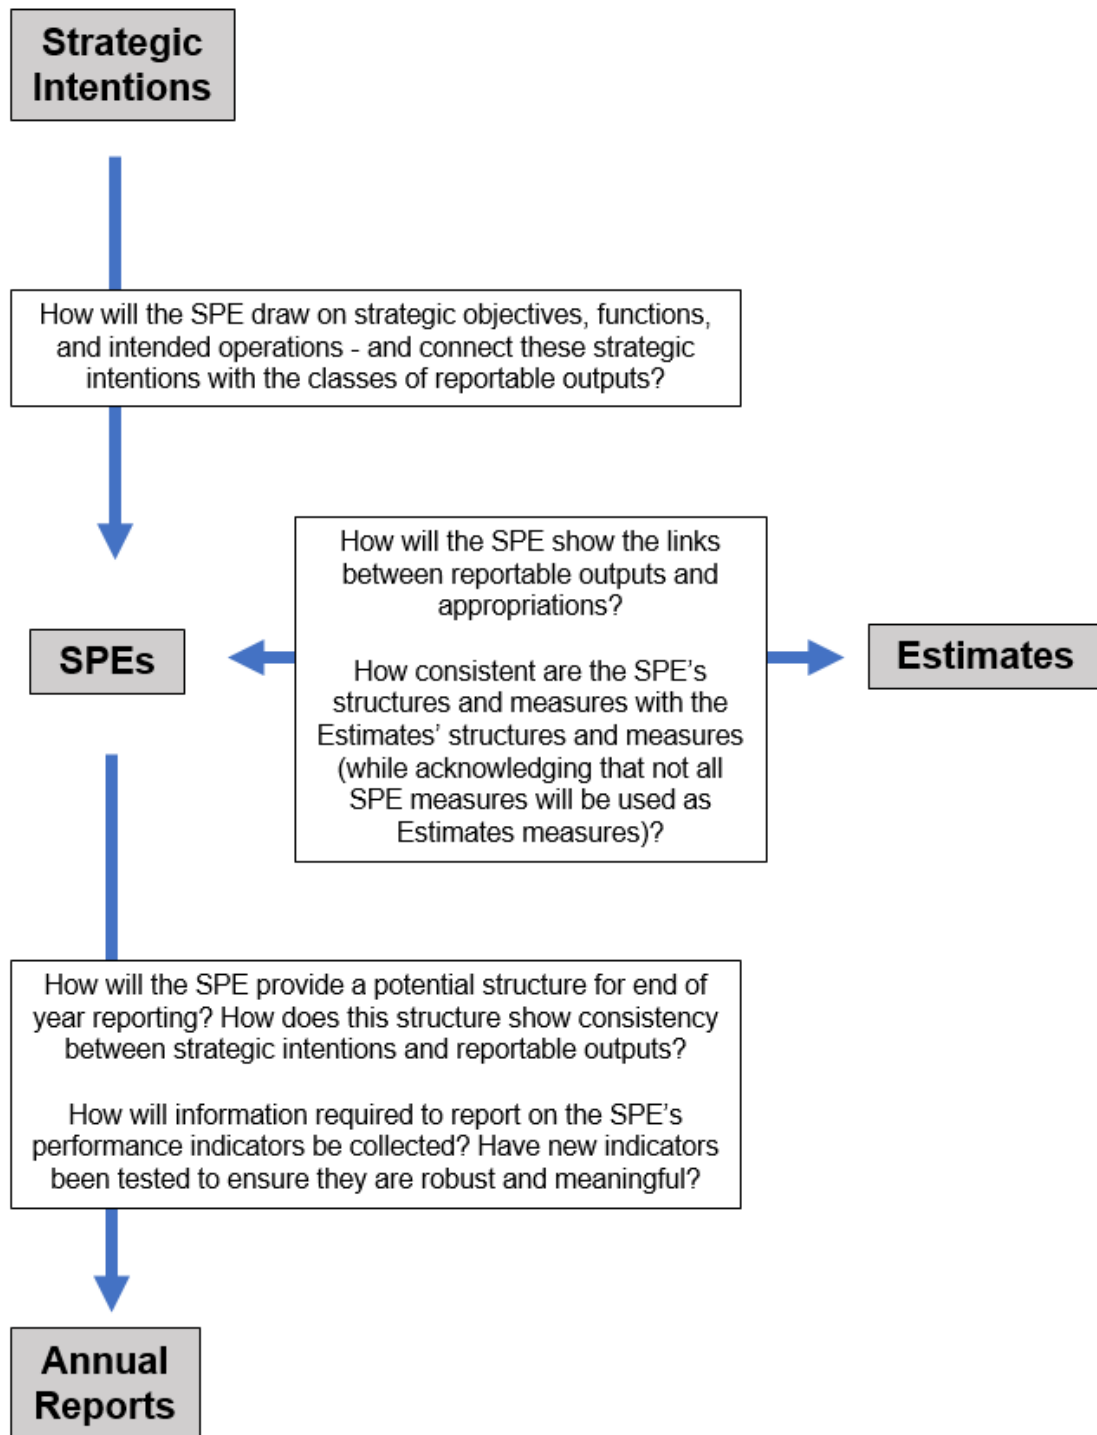 Strategic
Intentions
How will the SPE draw on strategic objectives, functions,
and intended operations - and connect these strategic
intentions with the classes of reportable outputs?
How will the SPE show the links
between reportable outputs and
appropriations?
How consistent are the SPE’s
structures and measures with the
Estimates’ structures and measures
(while acknowledging that not all
SPE measures will be used as
Estimates measures)?
SPEs
Estimates
How will the SPE provide a potential structure for end of
year reporting? How does this structure show consistency
between strategic intentions and reportable outputs?
How will information required to report on the SPE’s
performance indicators be collected? Have new indicators
been tested to ensure they are robust and meaningful?
Annual
Reports